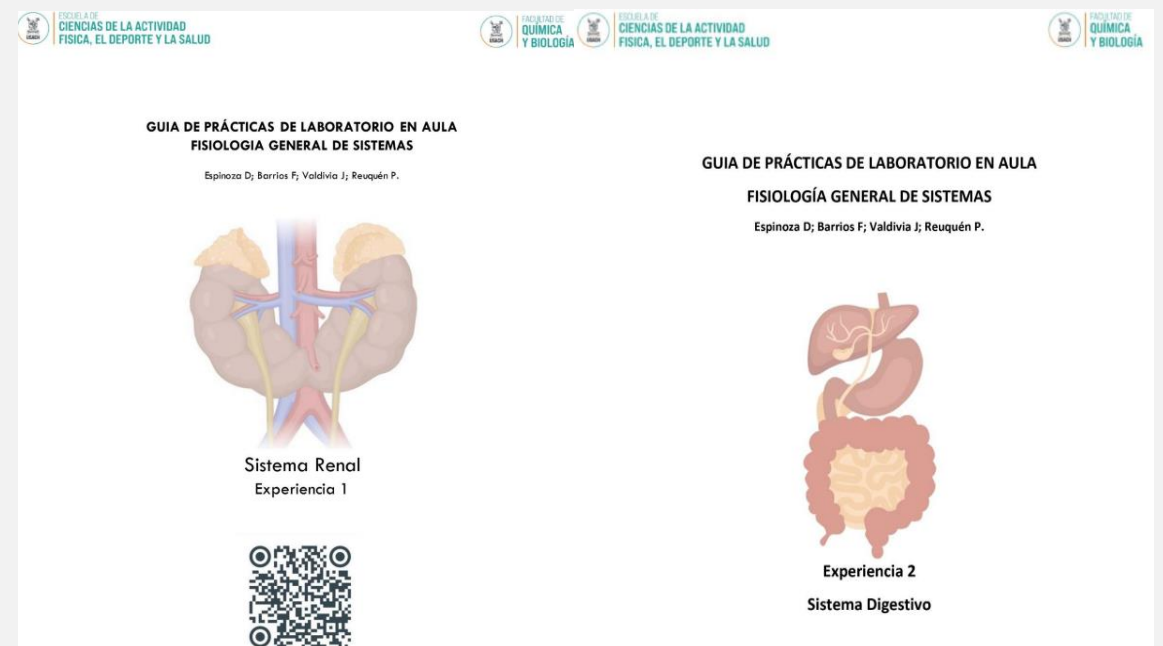 ESCUELA DE
CIENCIAS DE LA ACTIVIDAD
FISICA, EL DEPORTE Y LA SALUD
USACH
FACULTAD DE
QUÍMICA
Y BIOLOGÍA
GUIA DE PRÁCTICAS DE LABORATORIO EN AULA
FISIOLOGIA GENERAL DE SISTEMAS
Espinoza D; Barrios F; Valdivia J; Reuquén P.
Sistema Renal
Experiencia 1
ESCUELA DE
CIENCIAS DE LA ACTIVIDAD
FISICA, EL DEPORTE Y LA SALUD
FACULTAD DE
QUÍMICA
Y BIOLOGÍA
GUIA DE PRÁCTICAS DE LABORATORIO EN AULA
FISIOLOGÍA GENERAL DE SISTEMAS
Espinoza D; Barrios F; Valdivia J; Reuquén P.
Experiencia 2
Sistema Digestivo